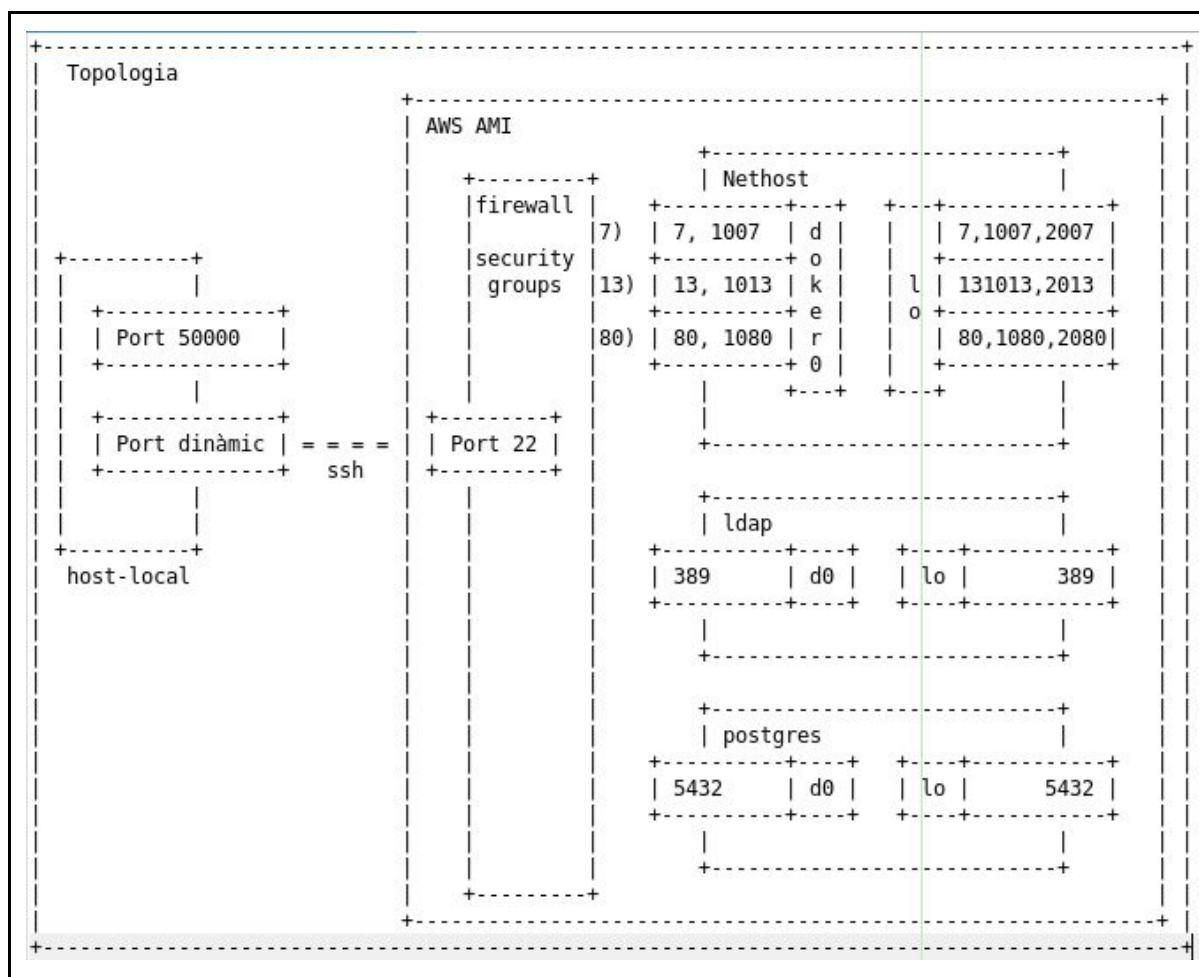 Topologia
AWS AMI
Nethost
firewall
7) 7, 1007 d 7,1007,2007
security o
groups 13) 13, 1013 k l 131013,2013
e o
Port 50000 80) 80, 1080 r 80,1080,2080
0
Port dinàmic = = = = Port 22
ssh
ldap
host-local 389 d0 lo 389
postgres
5432 d0 lo 5432